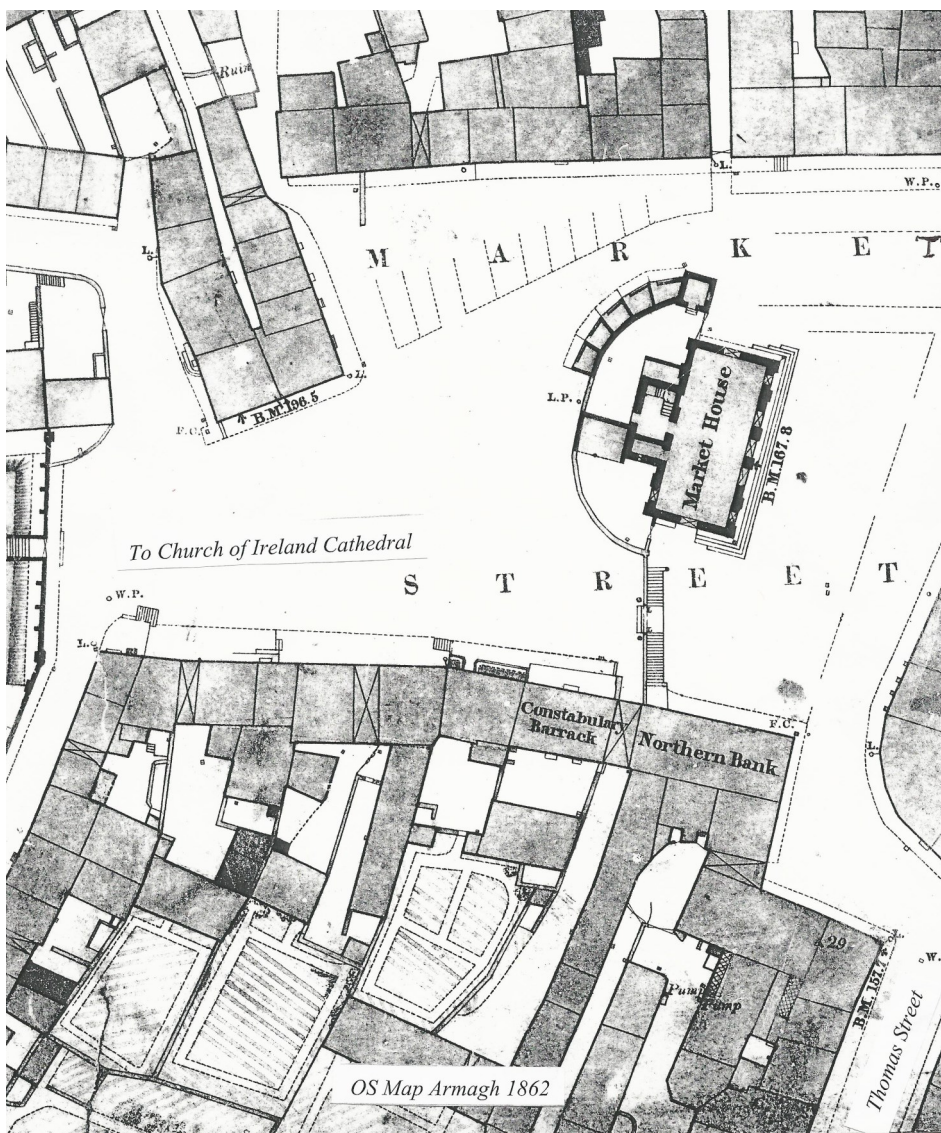 Ruin
L.
W.P.
L.
M A R K E T
L.
B.M. 196.5
F.C.
L.P.
Market House
B.M. 167.8
To Church of Ireland Cathedral
S T R E E T
W.P.
L.
Constabulary
Barrack
Northern Bank
F.C.
L.
29
B.M. 157.7
W.
Pump
Pump
Thomas Street
OS Map Armagh 1862